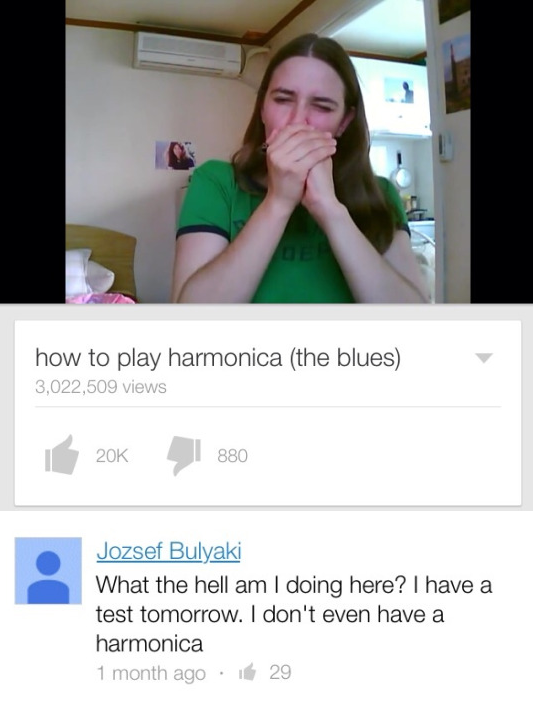 how to play harmonica (the blues)
3,022,509 views
20K 880
Jozsef Bulyaki
What the hell am I doing here? I have a
test tomorrow. I don't even have a
harmonica
1 month ago · 29